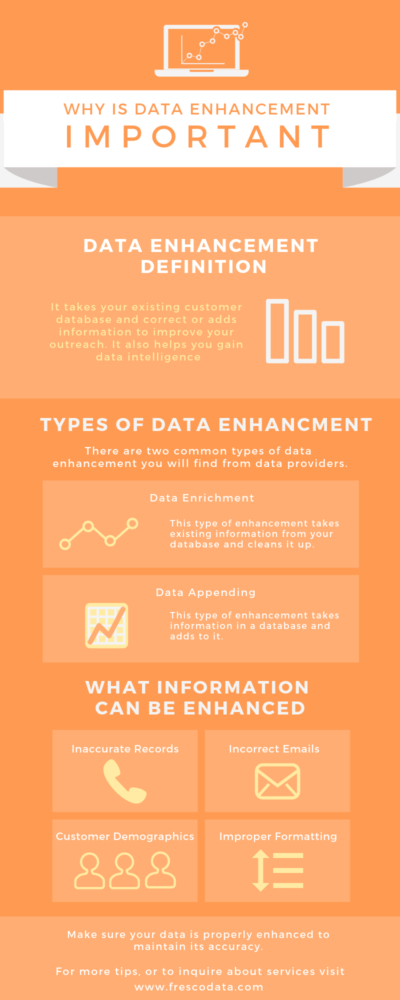 WHY IS DATA ENHANCEMENT
IMPORTANT
DATA ENHANCEMENT
DEFINITION
It takes your existing customer
database and correct or adds
information to improve your
outreach. It also helps you gain
data intelligence
TYPES OF DATA ENHANCMENT
There are two common types of data
enhancement you will find from data providers.
Data Enrichment
This type of enhancement takes
existing information from your
database and cleans it up.
Data Appending
This type of enhancement takes
information in a database and
adds to it.
WHAT INFORMATION
CAN BE ENHANCED
Inaccurate Records
Incorrect Emails
Customer Demographics
Improper Formatting
Make sure your data is properly enhanced to
maintain its accuracy.
For more tips, or to inquire about services visit
www.frescodata.com